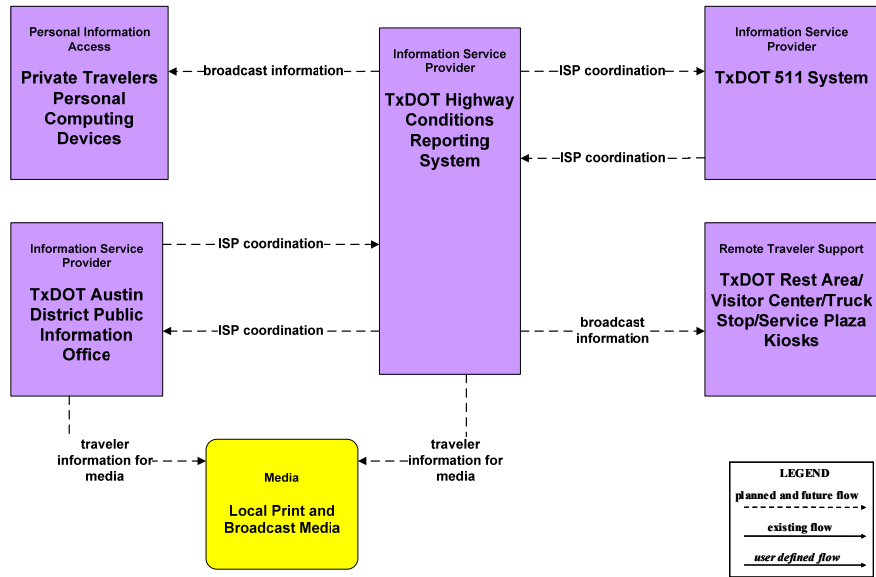 Personal Information
Access
Private Travelers
Personal
Computing
Devices
broadcast information
Information Service
Provider
TxDOT Highway
Conditions
Reporting
System
ISP coordination
ISP coordination
Information Service
Provider
TxDOT 511 System
Information Service
Provider
TxDOT Austin
District Public
Information
Office
ISP coordination
ISP coordination
broadcast
information
Remote Traveler Support
TxDOT Rest Area/
Visitor Center/Truck
Stop/Service Plaza
Kiosks
traveler
information for
media
Media
Local Print and
Broadcast Media
traveler
information for
media
LEGEND
planned and future flow
existing flow
user defined flow